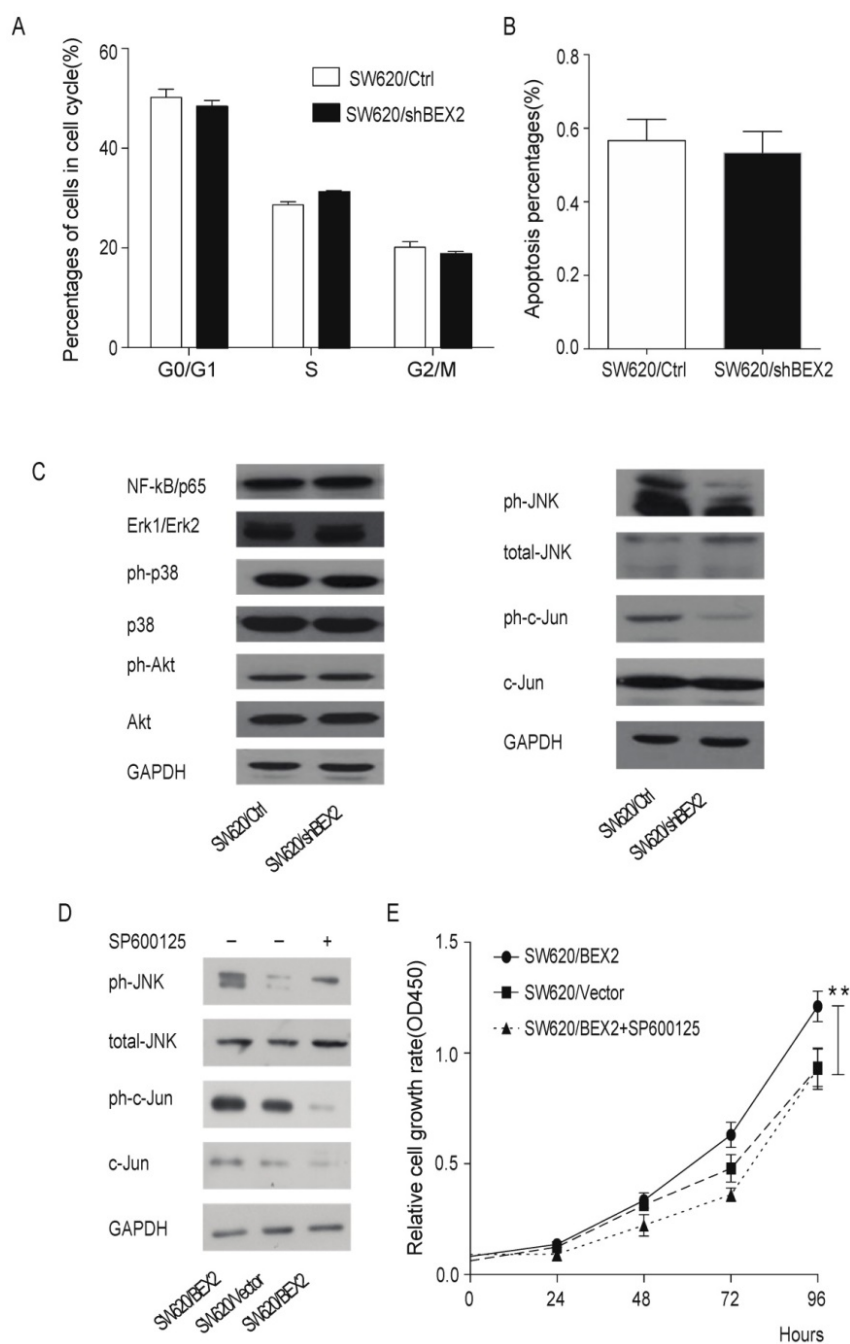 A
B
Percentages of cells in cell cycle(%)
60
40
20
0
SW620/Ctrl
SW620/shBEX2
G0/G1 S G2/M
Apoptosis percentages(%)
0.8
0.6
0.4
0.2
0.0
SW620/Ctrl SW620/shBEX2
C
NF-kB/p65
Erk1/Erk2
ph-p38
p38
ph-Akt
Akt
GAPDH
SW620/Ctrl
SW620/shBEX2
ph-JNK
total-JNK
ph-c-Jun
c-Jun
GAPDH
SW620/Ctrl
SW620/shBEX2
D
SP600125 – – +
ph-JNK
total-JNK
ph-c-Jun
c-Jun
GAPDH
SW620/BEX2
SW620/Vector
SW620/BEX2
E
Relative cell growth rate(OD450)
1.5
1.0
0.5
0.0
SW620/BEX2
SW620/Vector
SW620/BEX2+SP600125
**
0 24 48 72 96
Hours